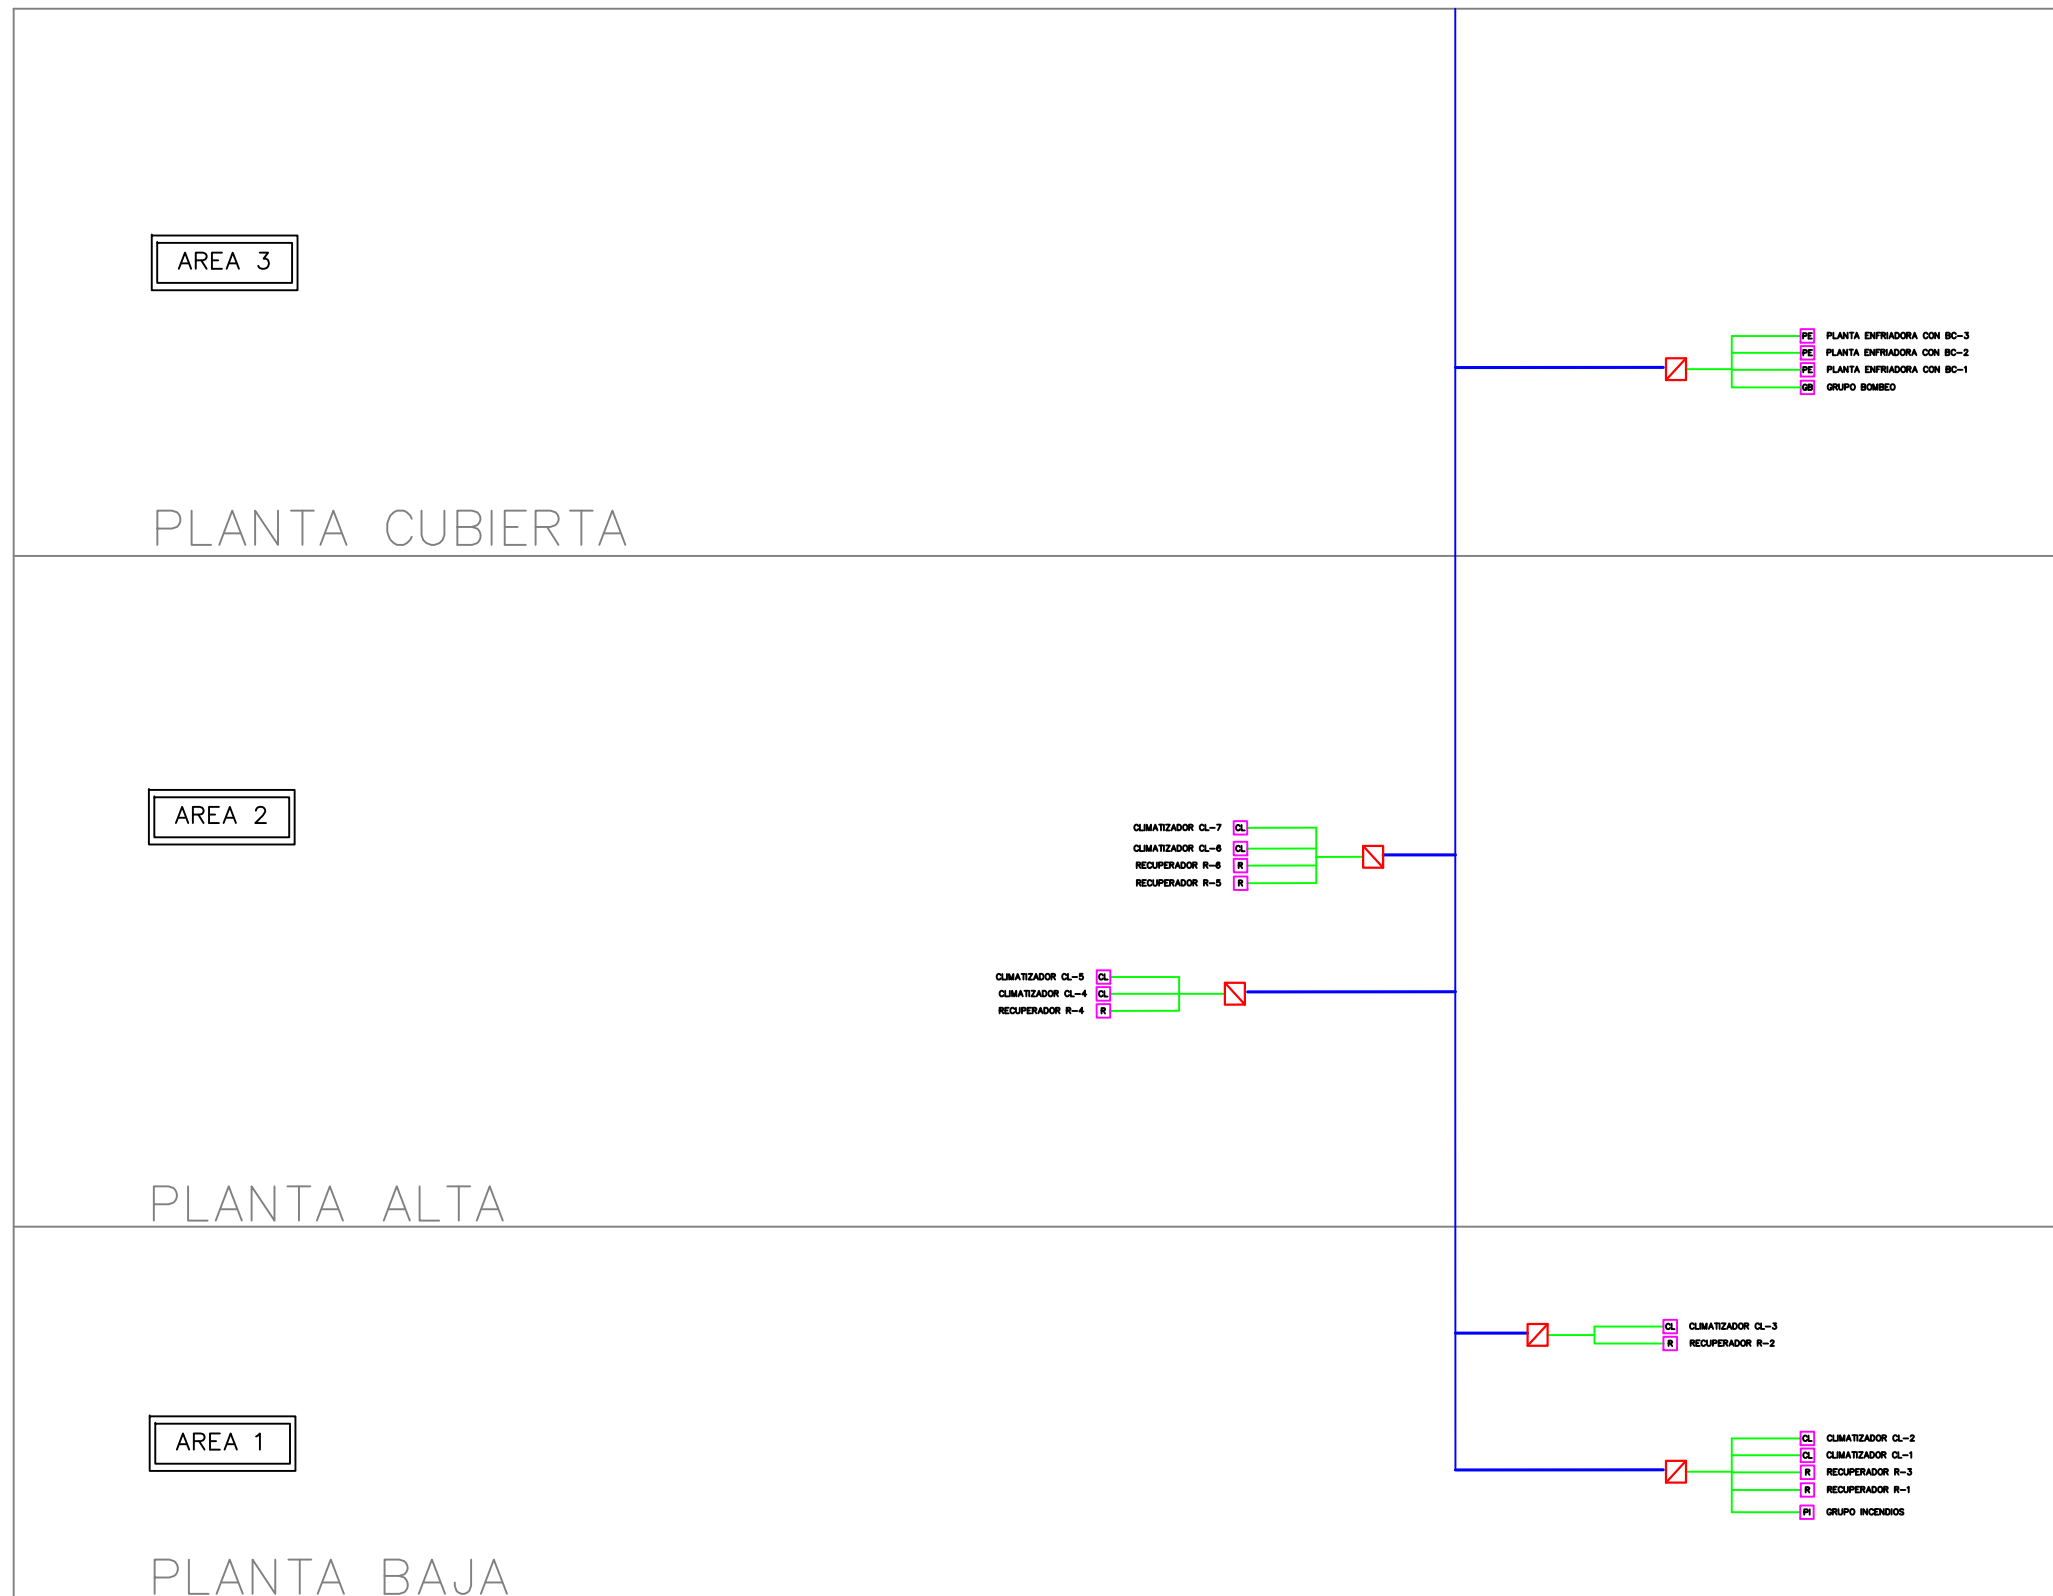 AREA 3
PE PLANTA ENFRIADORA CON BC-3
PE PLANTA ENFRIADORA CON BC-2
PE PLANTA ENFRIADORA CON BC-1
GB GRUPO BOMBEO
PLANTA CUBIERTA
AREA 2
CLIMATIZADOR CL-7 CL
CLIMATIZADOR CL-6 CL
RECUPERADOR R-6 R
RECUPERADOR R-5 R
CLIMATIZADOR CL-5 CL
CLIMATIZADOR CL-4 CL
RECUPERADOR R-4 R
PLANTA ALTA
CL CLIMATIZADOR CL-3
R RECUPERADOR R-2
AREA 1
CL CLIMATIZADOR CL-2
CL CLIMATIZADOR CL-1
R RECUPERADOR R-3
R RECUPERADOR R-1
PI GRUPO INCENDIOS
PLANTA BAJA